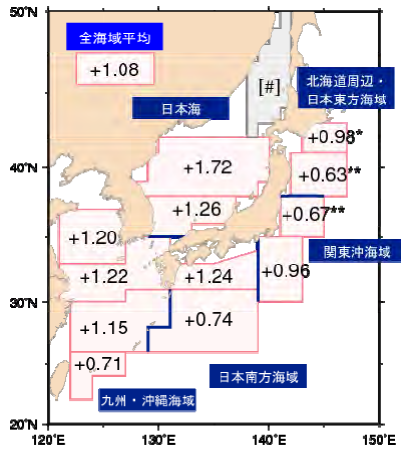 50°N
全海域平均
+1.08
[#]
北海道周辺・
日本東方海域
日本海
+0.98*
40°N
+1.72
+0.63**
+1.26
+0.67**
+1.20
関東沖海域
+1.22
+1.24
+0.96
30°N
+1.15
+0.74
+0.71
日本南方海域
九州・沖縄海域
20°N
120°E
130°E
140°E
150°E